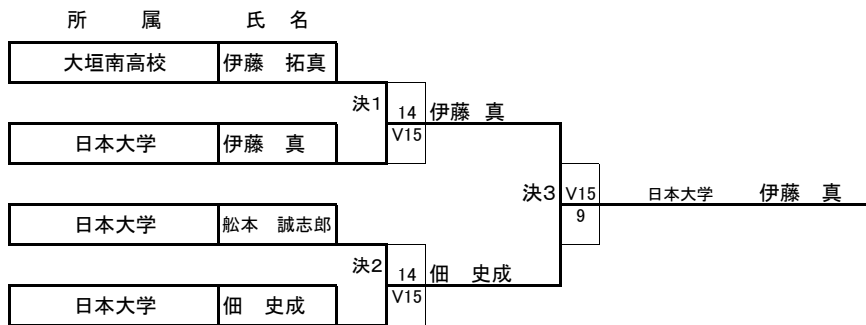 所　属　氏　名
大垣南高校　伊藤　拓真
決1　14　伊藤　真
V15
日本大学　伊藤　真
決3　V15　日本大学　伊藤　真
9
日本大学　舩本　誠志郎
決2　14　佃　史成
V15
日本大学　佃　史成